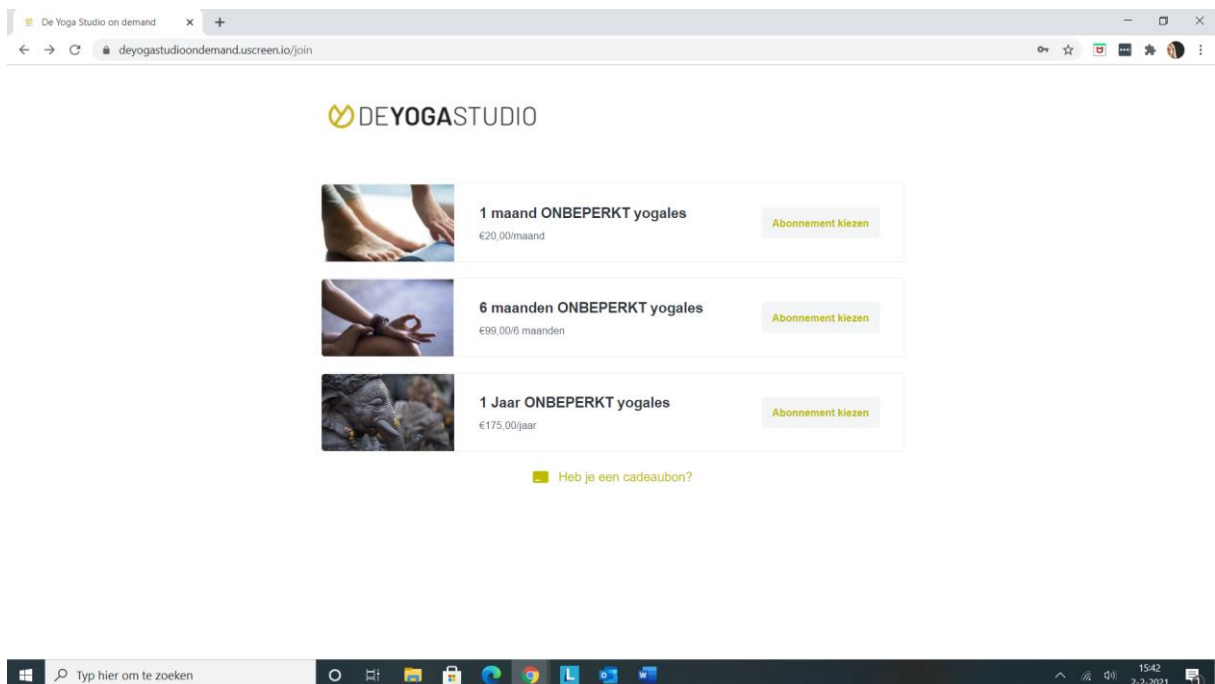 De Yoga Studio on demand
deyogastudioondemand.uscreen.io/join
DEYOGASTUDIO
1 maand ONBEPERKT yogales
€20,00/maand
Abonnement kiezen
6 maanden ONBEPERKT yogales
€99,00/6 maanden
Abonnement kiezen
1 Jaar ONBEPERKT yogales
€175,00/jaar
Abonnement kiezen
Heb je een cadeaubon?
Typ hier om te zoeken
15:42
2-2-2021